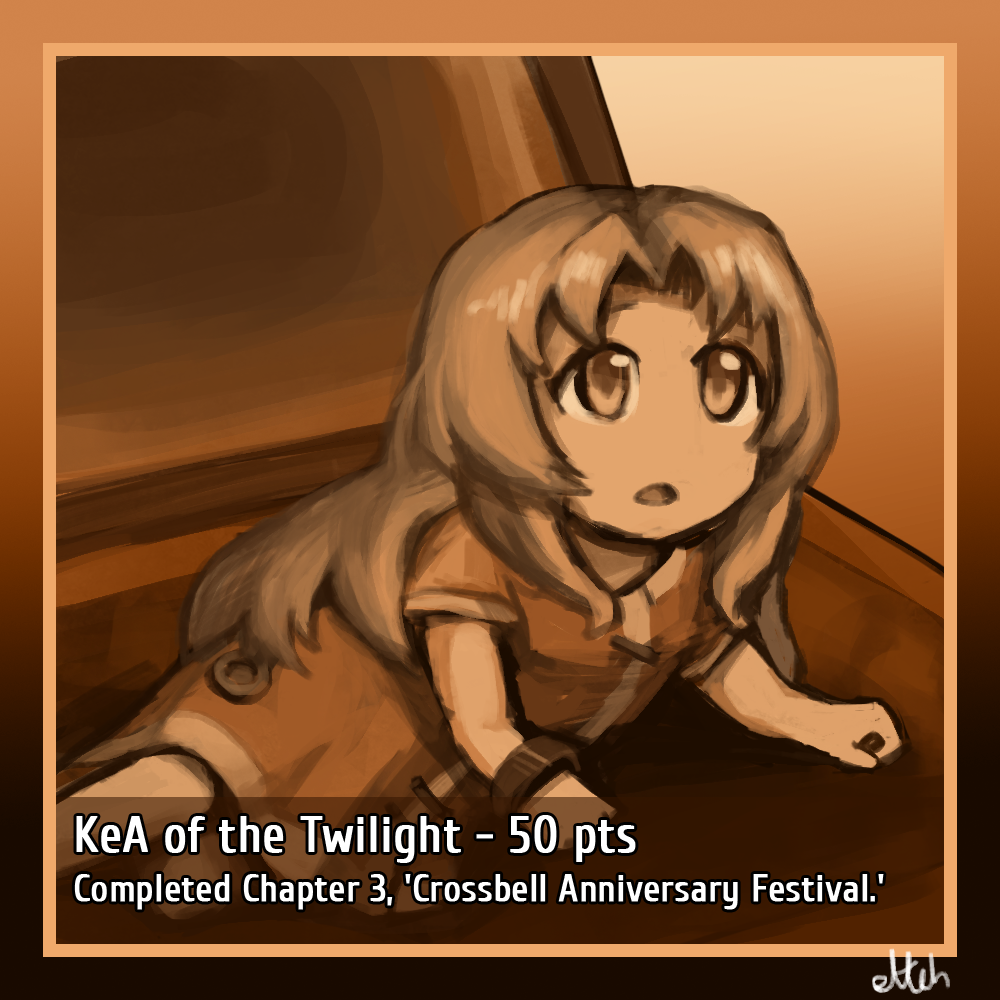 KeA of the Twilight - 50 pts
Completed Chapter 3, 'Crossbell Anniversary Festival.'